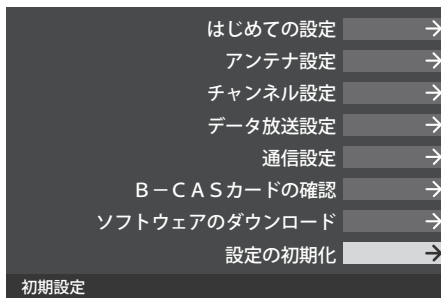 はじめての設定
アンテナ設定
チャンネル設定
データ放送設定
通信設定
B－CASカードの確認
ソフトウェアのダウンロード
設定の初期化
初期設定